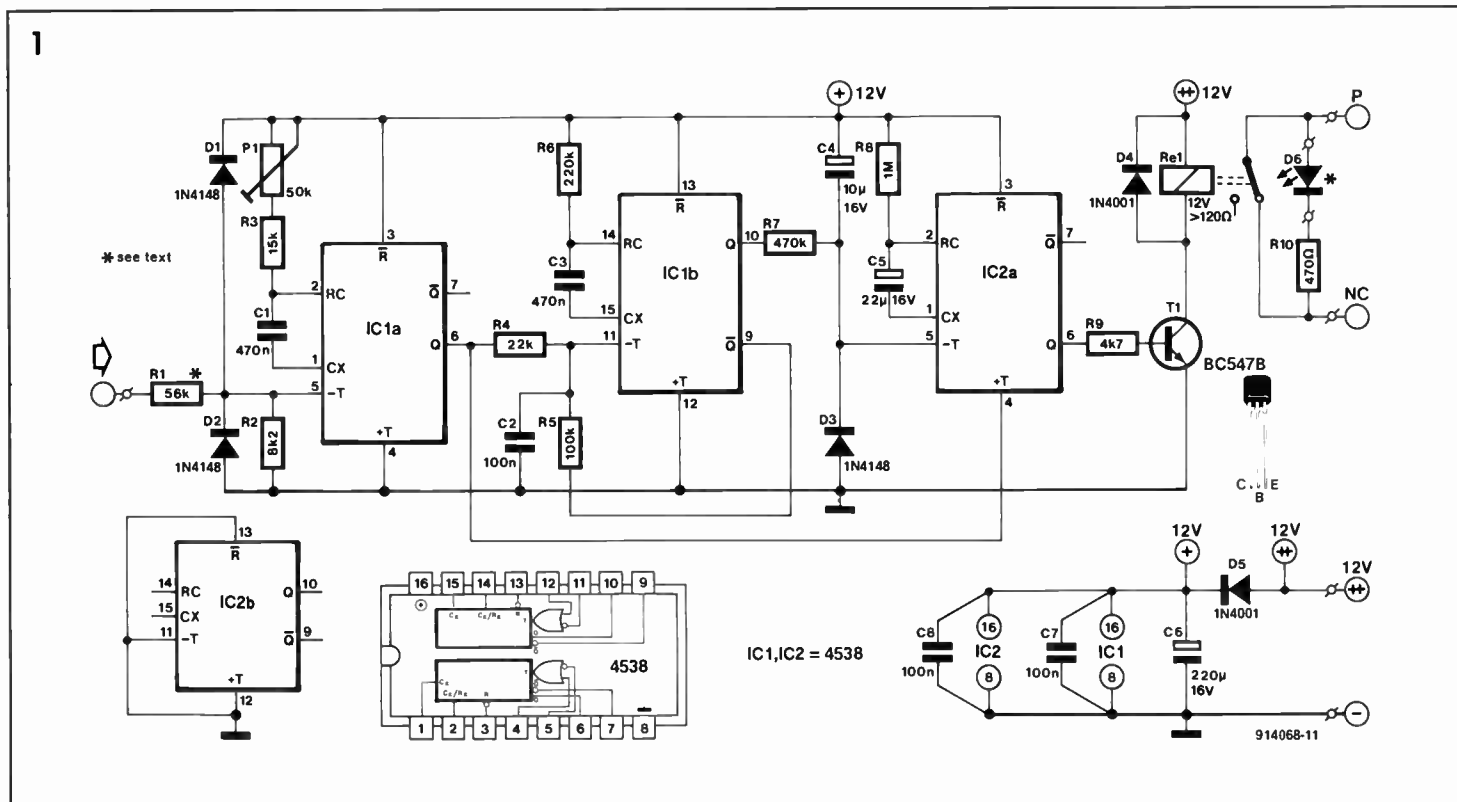 1
* see text
D1
1N4148
P1
50k
R3
15k
C1
470n
R1
*
56k
D2
1N4148
R2
8k2
3
R̅
2
RC
1
CX
5
-T
+T
4
IC1a
Q̅
7
Q
6
R4
22k
R6
220k
C3
470n
C2
100n
R5
100k
13
R̅
14
RC
15
CX
11
-T
+T
12
IC1b
Q
10
Q̅
9
R7
470k
+
12V
C4
10µ
16V
D3
1N4148
R8
1M
C5
22µ 16V
3
R̅
2
RC
1
CX
5
-T
+T
4
IC2a
Q̅
7
Q
6
R9
4k7
T1
BC547B
C
B
E
++
12V
D4
1N4001
Re1
12V
>120Ω
D6
*
R10
470Ω
P
NC
13
R̅
14
RC
15
CX
11
-T
+T
12
IC2b
Q
10
Q̅
9
16 15 14 13 12 11 10 9
4538
1 2 3 4 5 6 7 8
IC1,IC2 = 4538
C8
100n
16
IC2
8
C7
100n
16
IC1
8
12V
+
C6
220µ
16V
D5
1N4001
12V
++
12V
++
-
914068-11